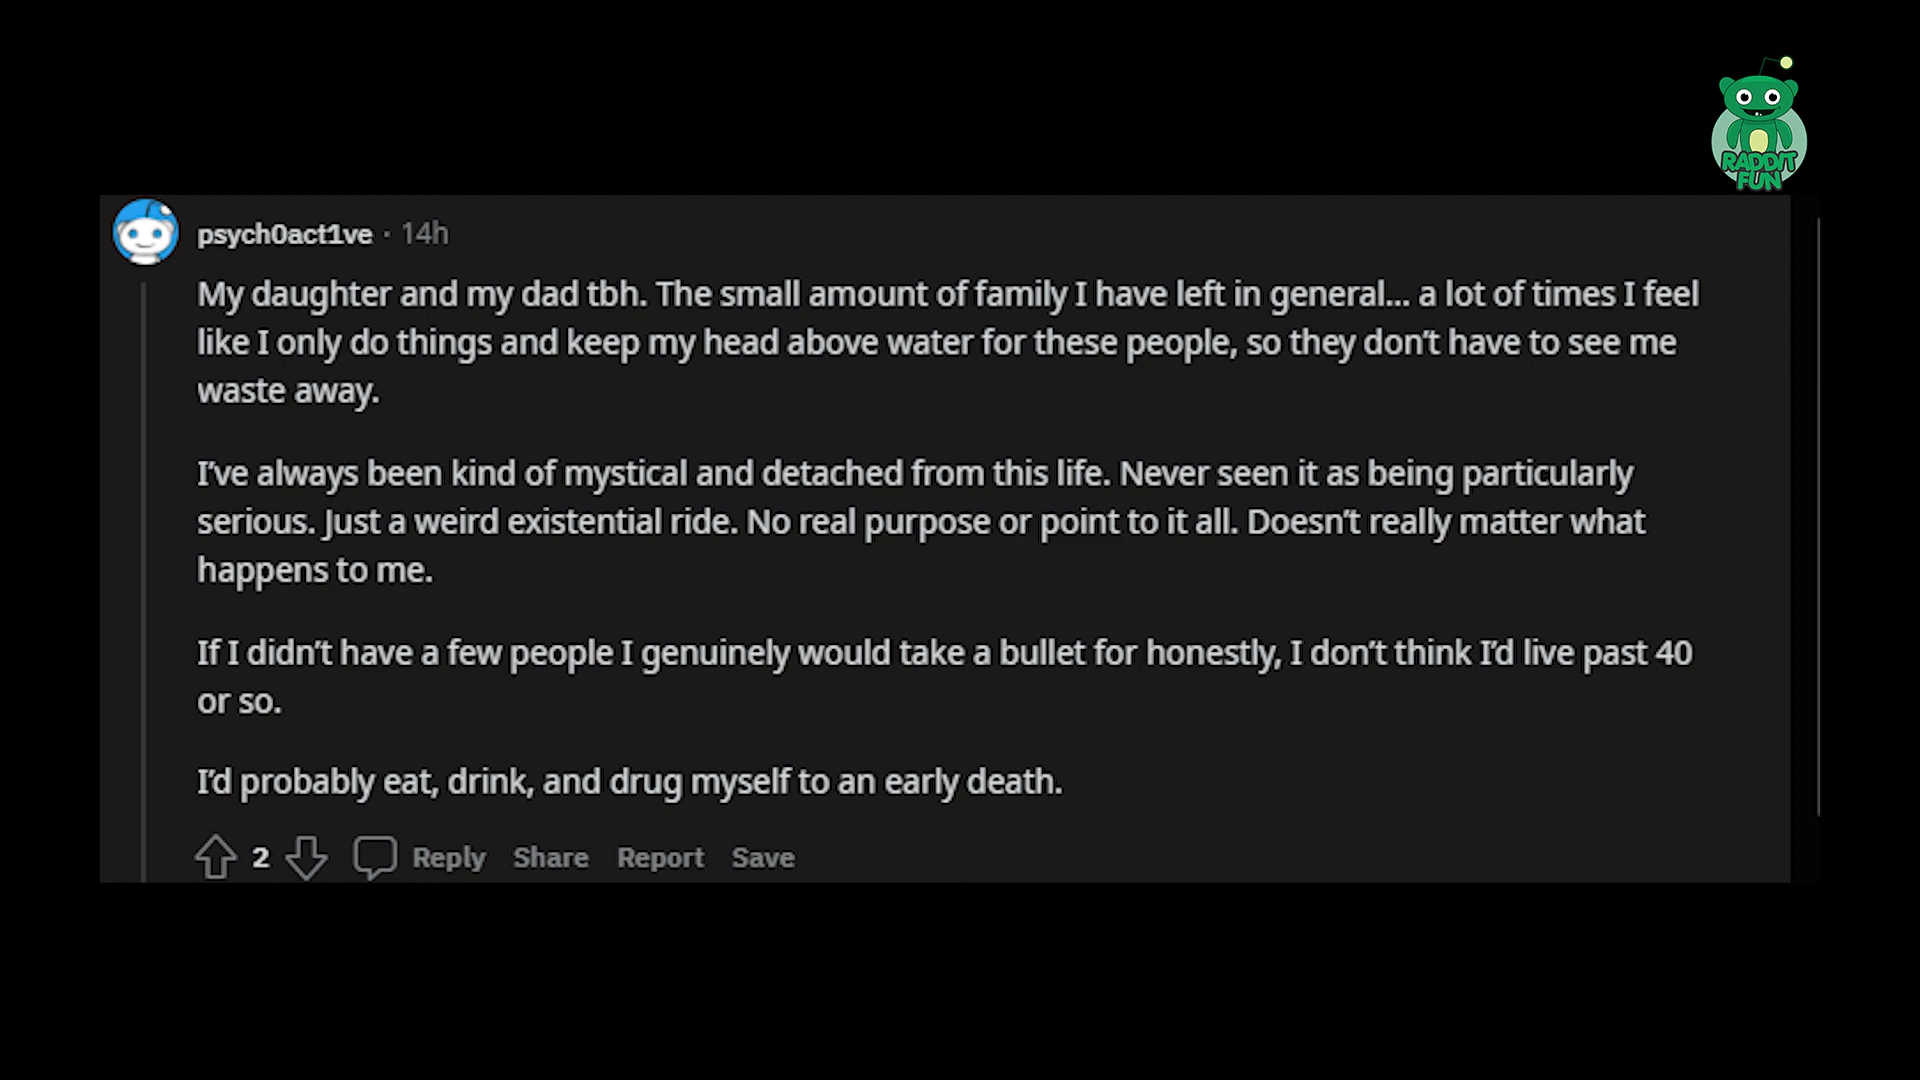 RADDIT
FUN
psych0act1ve · 14h
My daughter and my dad tbh. The small amount of family I have left in general... a lot of times I feel
like I only do things and keep my head above water for these people, so they don't have to see me
waste away.
I've always been kind of mystical and detached from this life. Never seen it as being particularly
serious. Just a weird existential ride. No real purpose or point to it all. Doesn't really matter what
happens to me.
If I didn't have a few people I genuinely would take a bullet for honestly, I don't think I'd live past 40
or so.
I'd probably eat, drink, and drug myself to an early death.
2 Reply Share Report Save